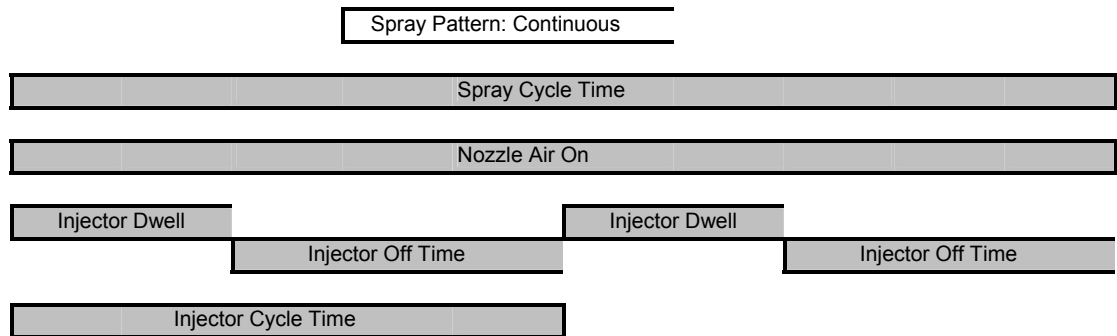 Spray Pattern: Continuous
Spray Cycle Time
Nozzle Air On
Injector Dwell Injector Dwell
Injector Off Time Injector Off Time
Injector Cycle Time